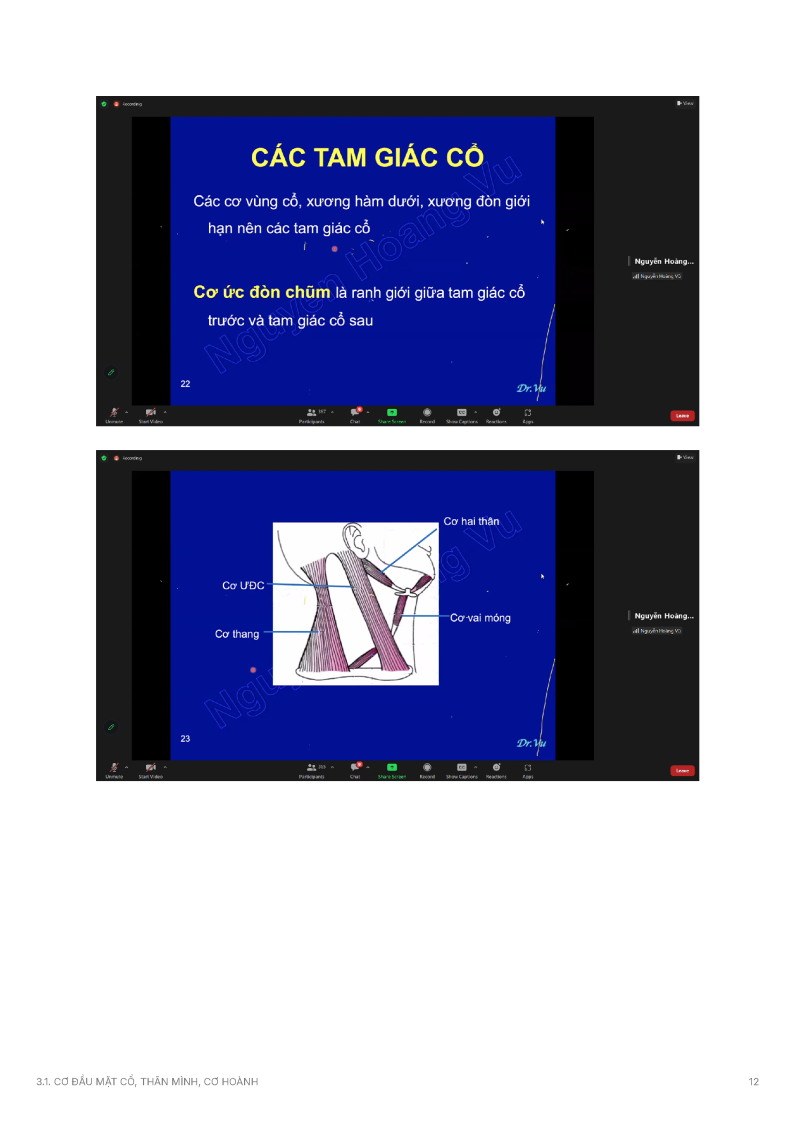 Recording
View
CÁC TAM GIÁC CỔ
Các cơ vùng cổ, xương hàm dưới, xương đòn giới
hạn nên các tam giác cổ
Cơ ức đòn chũm là ranh giới giữa tam giác cổ
trước và tam giác cổ sau
Nguyen Hoang Vu
22
Dr.Vu
Nguyễn Hoàng...
Nguyễn Hoàng Vũ
Unmute
Start Video
Participants
Chat
Share Screen
Record
Show Captions
Reactions
Apps
Leave
Recording
View
Cơ hai thân
Cơ ƯĐC
Cơ vai móng
Cơ thang
Nguyen Hoang Vu
23
Dr.Vu
Nguyễn Hoàng...
Nguyễn Hoàng Vũ
Unmute
Start Video
Participants
Chat
Share Screen
Record
Show Captions
Reactions
Apps
Leave
3.1. CƠ ĐẦU MẶT CỔ, THÂN MÌNH, CƠ HOÀNH
12